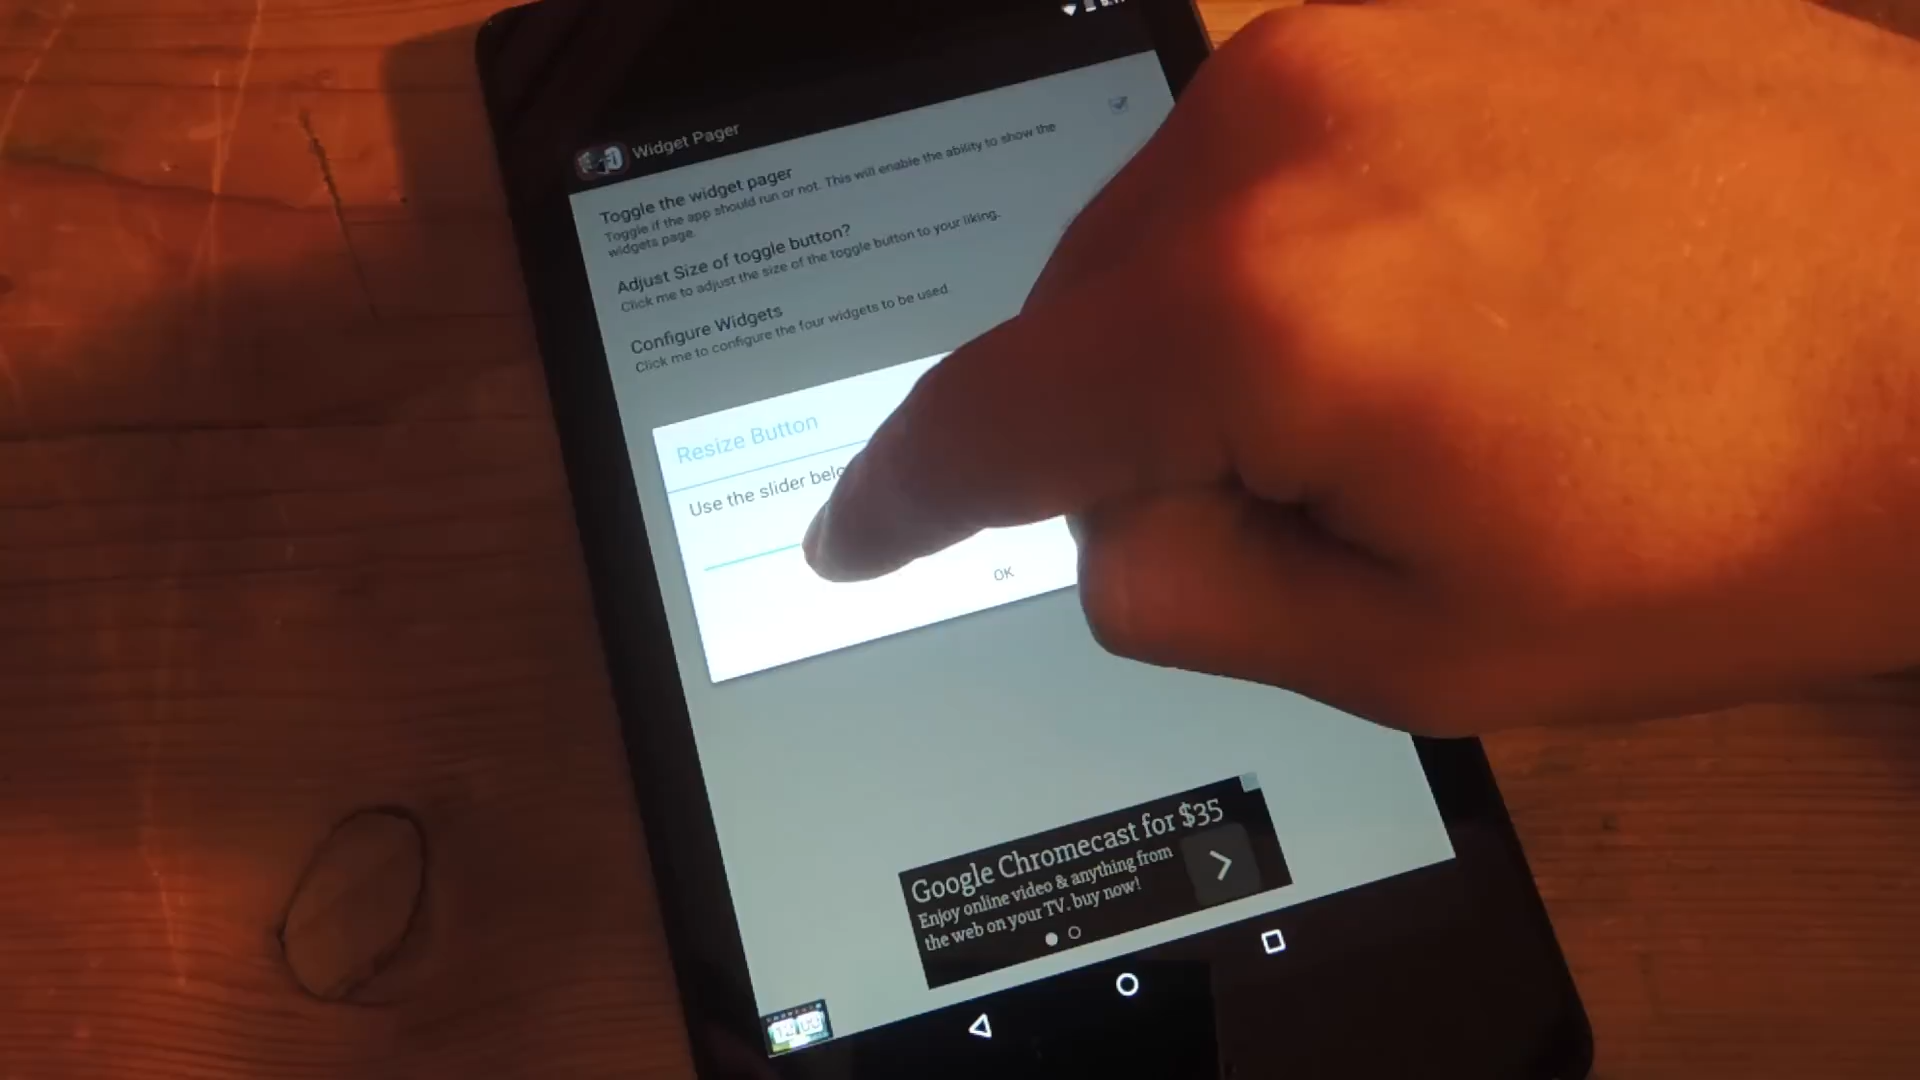 Widget Pager
Toggle the widget pager
Toggle if the app should run or not. This will enable the ability to show the
widgets page.
Adjust Size of toggle button?
Click me to adjust the size of the toggle button to your liking.
Configure Widgets
Click me to configure the four widgets to be used.
Resize Button
Use the slider
OK
Google Chromecast for $35
Enjoy online video & anything from
the web on your TV. buy now!